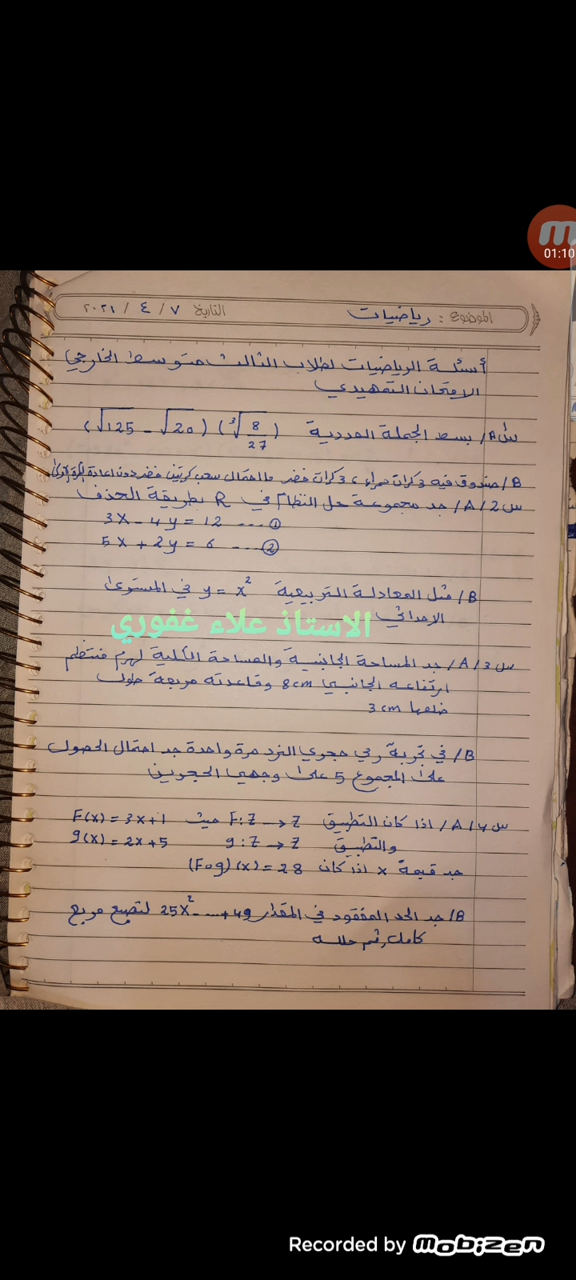 01:10
الموضوع : رياضيات التاريخ ٧ / ٤ / ٢٠٢١
أسئلة الرياضيات لطلاب الثالث متوسط الخارجي
الامتحان التمهيدي
س١/A/ بسط الجملة العددية (√125 - √20) (∛8/27)
B/ صندوق فيه 7 كرات حمراء و 3 كرات خضر ما احتمال سحب كرتين خضر دون اعادة الكرة الاولى
س2/A/ جد مجموعة حل النظام في R بطريقة الحذف
3X - 4y = 12 ---- ①
5X + 2y = 6 ---- ②
B/ مثل المعادلة التربيعية y = x² في المستوى
الاحداثي
الاستاذ علاء غفوري
س3/A/ جد المساحة الجانبية والمساحة الكلية لهرم منتظم
ارتفاعه الجانبي 8cm وقاعدته مربعة طول
ضلعها 3cm
B/ في تجربة رمي حجري النرد مرة واحدة جد احتمال الحصول
على المجموع 5 على وجهي الحجرين
س4/A/ اذا كان التطبيق F:Z → Z حيث F(x) = 3x+1
والتطبيق g:Z → Z g(x) = 2x+5
جد قيمة x اذا كان (Fog)(x) = 28
B/ جد الحد المفقود في المقدار 25X² - ... + 49 لتصبح مربع
كامل، ثم حلله
Recorded by mobizen